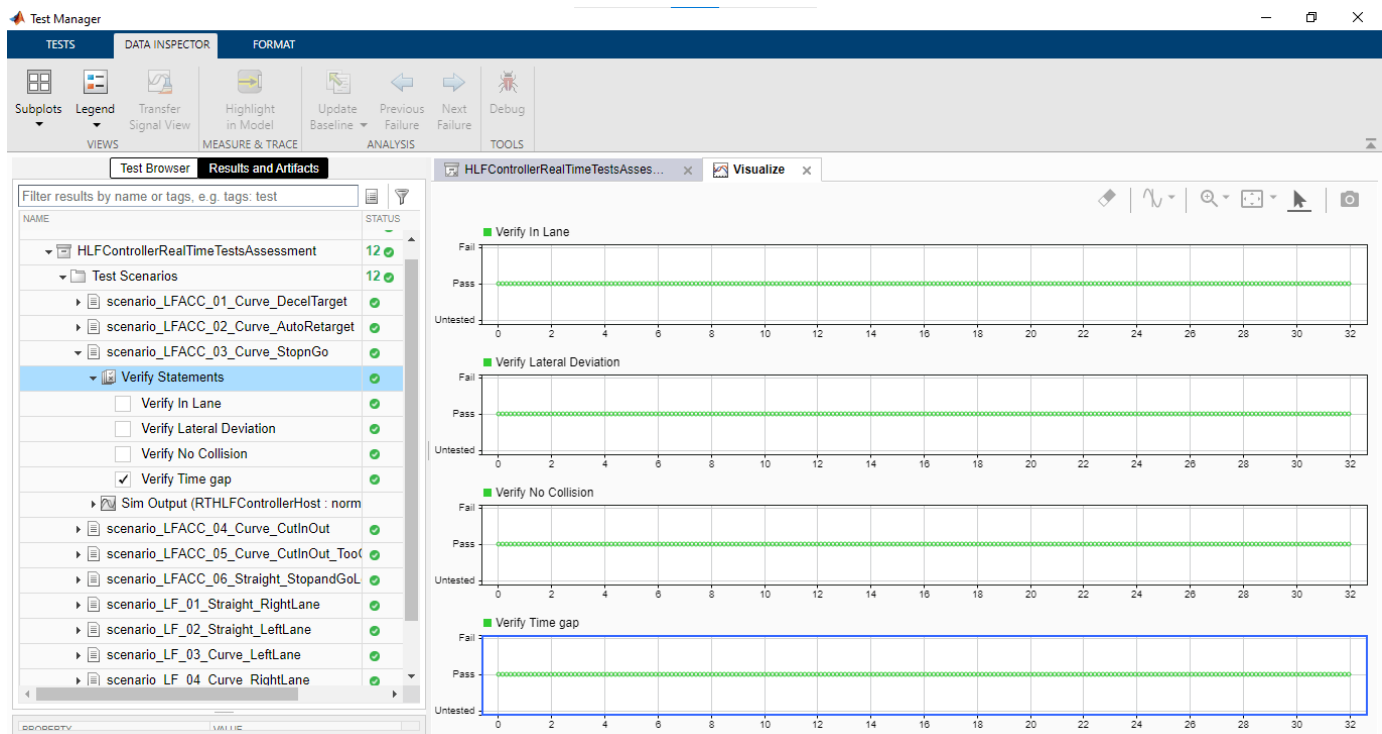 Test Manager
TESTS DATA INSPECTOR FORMAT
Subplots Legend Transfer Signal View Highlight in Model Update Baseline Previous Failure Next Failure Debug
VIEWS MEASURE & TRACE ANALYSIS TOOLS
Test Browser Results and Artifacts
Filter results by name or tags, e.g. tags: test
NAME STATUS
HLFControllerRealTimeTestsAssessment 12
Test Scenarios 12
scenario_LFACC_01_Curve_DecelTarget
scenario_LFACC_02_Curve_AutoRetarget
scenario_LFACC_03_Curve_StopnGo
Verify Statements
Verify In Lane
Verify Lateral Deviation
Verify No Collision
Verify Time gap
Sim Output (RTHLFControllerHost : norm
scenario_LFACC_04_Curve_CutInOut
scenario_LFACC_05_Curve_CutInOut_Too
scenario_LFACC_06_Straight_StopandGoL
scenario_LF_01_Straight_RightLane
scenario_LF_02_Straight_LeftLane
scenario_LF_03_Curve_LeftLane
scenario_LF_04_Curve_RightLane
PROPERTY VALUE
HLFControllerRealTimeTestsAsses... Visualize
Verify In Lane
Fail
Pass
Untested
0 2 4 6 8 10 12 14 16 18 20 22 24 26 28 30 32
Verify Lateral Deviation
Fail
Pass
Untested
0 2 4 6 8 10 12 14 16 18 20 22 24 26 28 30 32
Verify No Collision
Fail
Pass
Untested
0 2 4 6 8 10 12 14 16 18 20 22 24 26 28 30 32
Verify Time gap
Fail
Pass
Untested
0 2 4 6 8 10 12 14 16 18 20 22 24 26 28 30 32